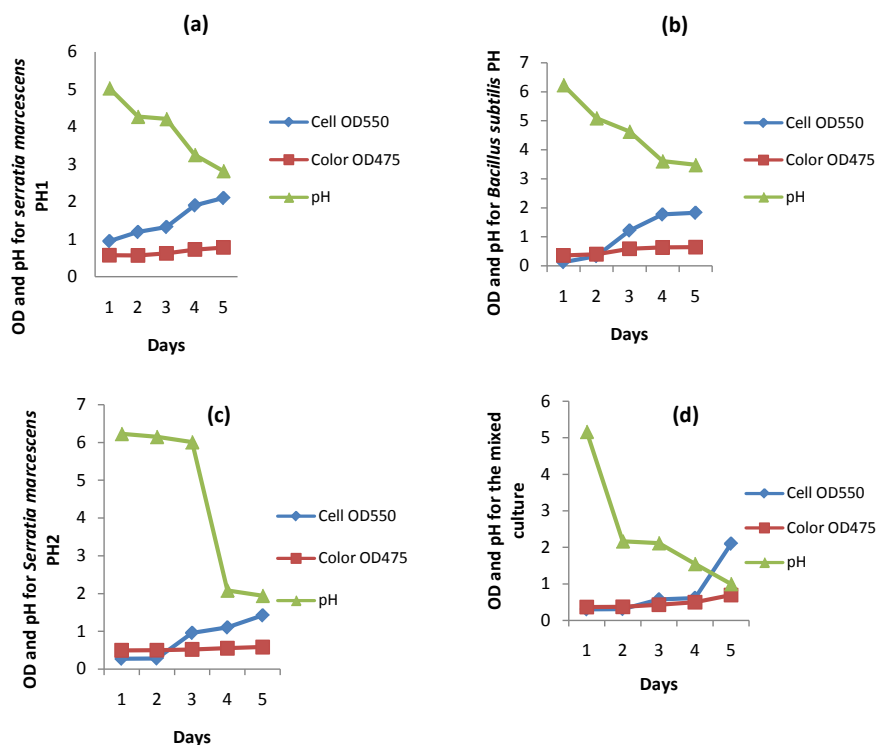 (a)
OD and pH for serratia marcescens
PH1
6
5
4
3
2
1
0
1 2 3 4 5
Days
Cell OD550
Color OD475
pH
(b)
OD and pH for Bacillus subtilis PH
7
6
5
4
3
2
1
0
1 2 3 4 5
Days
Cell OD550
Color OD475
pH
(c)
OD and pH for Serratia marcescens
PH2
7
6
5
4
3
2
1
0
1 2 3 4 5
Days
Cell OD550
Color OD475
pH
(d)
OD and pH for the mixed
culture
6
5
4
3
2
1
0
1 2 3 4 5
Days
Cell OD550
Color OD475
pH